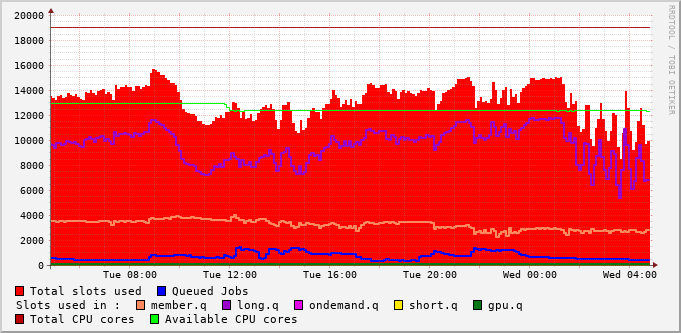 20000
18000
16000
14000
12000
10000
8000
6000
4000
2000
0
Tue 08:00 Tue 12:00 Tue 16:00 Tue 20:00 Wed 00:00 Wed 04:00
Total slots used Queued Jobs
Slots used in : member.q long.q ondemand.q short.q gpu.q
Total CPU cores Available CPU cores
RRDTOOL / TOBI OETIKER